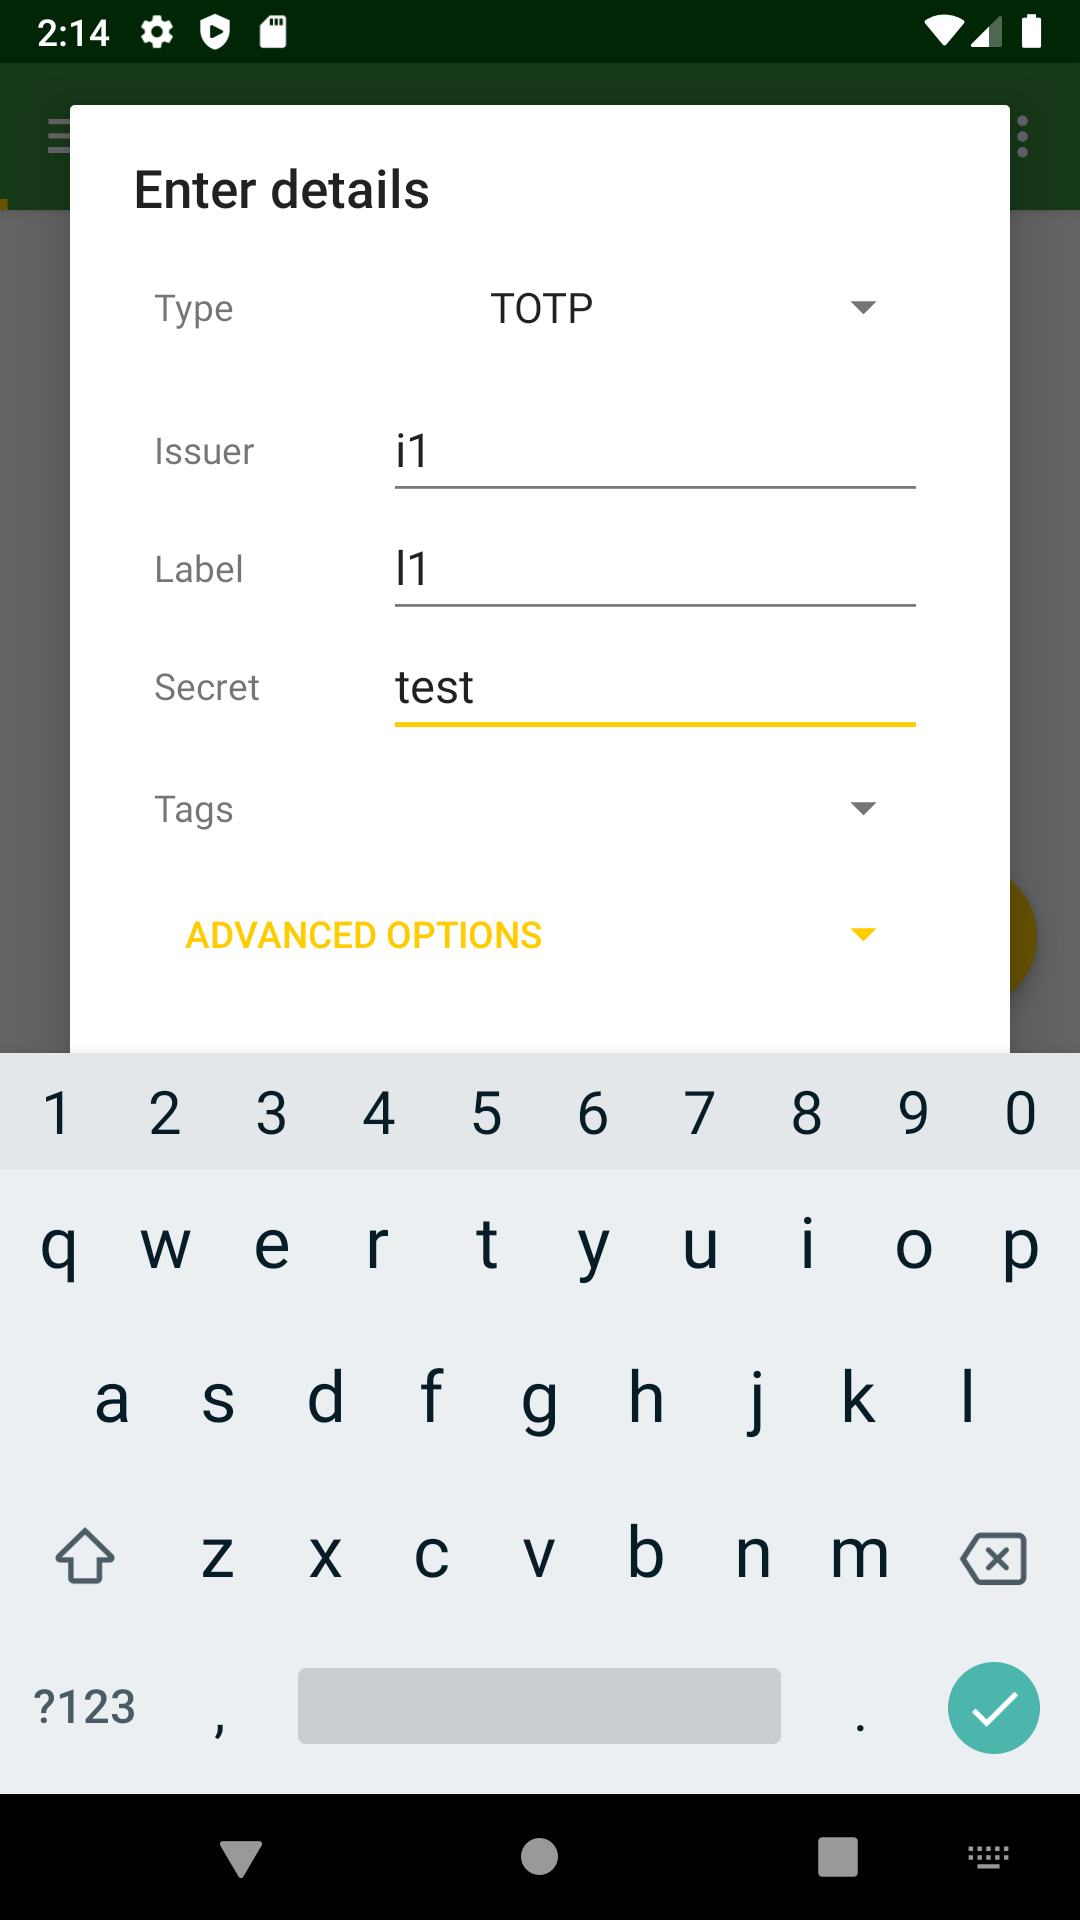 2:14
Enter details
Type TOTP
Issuer i1
Label l1
Secret test
Tags
ADVANCED OPTIONS
1 2 3 4 5 6 7 8 9 0
q w e r t y u i o p
a s d f g h j k l
z x c v b n m
?123 , .